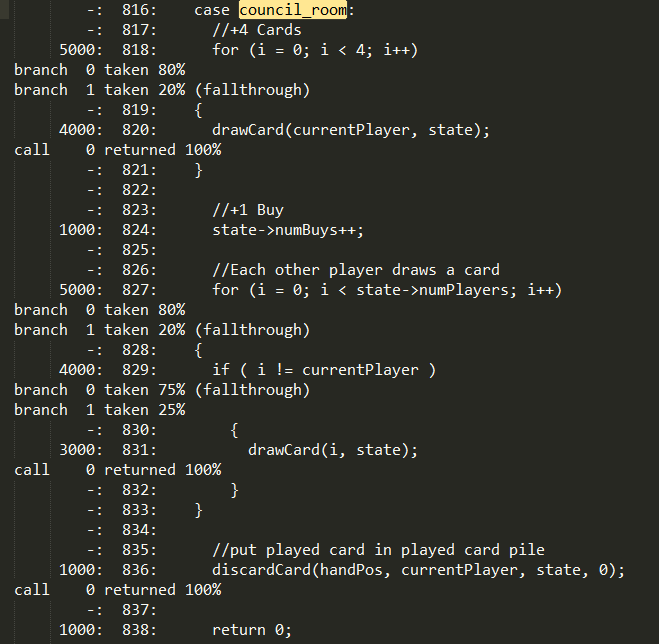 -:  816:    case council_room:
-:  817:      //+4 Cards
5000:  818:      for (i = 0; i < 4; i++)
branch  0 taken 80%
branch  1 taken 20% (fallthrough)
-:  819:    {
4000:  820:      drawCard(currentPlayer, state);
call    0 returned 100%
-:  821:    }
-:  822:
-:  823:      //+1 Buy
1000:  824:      state->numBuys++;
-:  825:
-:  826:      //Each other player draws a card
5000:  827:      for (i = 0; i < state->numPlayers; i++)
branch  0 taken 80%
branch  1 taken 20% (fallthrough)
-:  828:    {
4000:  829:      if ( i != currentPlayer )
branch  0 taken 75% (fallthrough)
branch  1 taken 25%
-:  830:        {
3000:  831:          drawCard(i, state);
call    0 returned 100%
-:  832:        }
-:  833:    }
-:  834:
-:  835:      //put played card in played card pile
1000:  836:      discardCard(handPos, currentPlayer, state, 0);
call    0 returned 100%
-:  837:
1000:  838:      return 0;